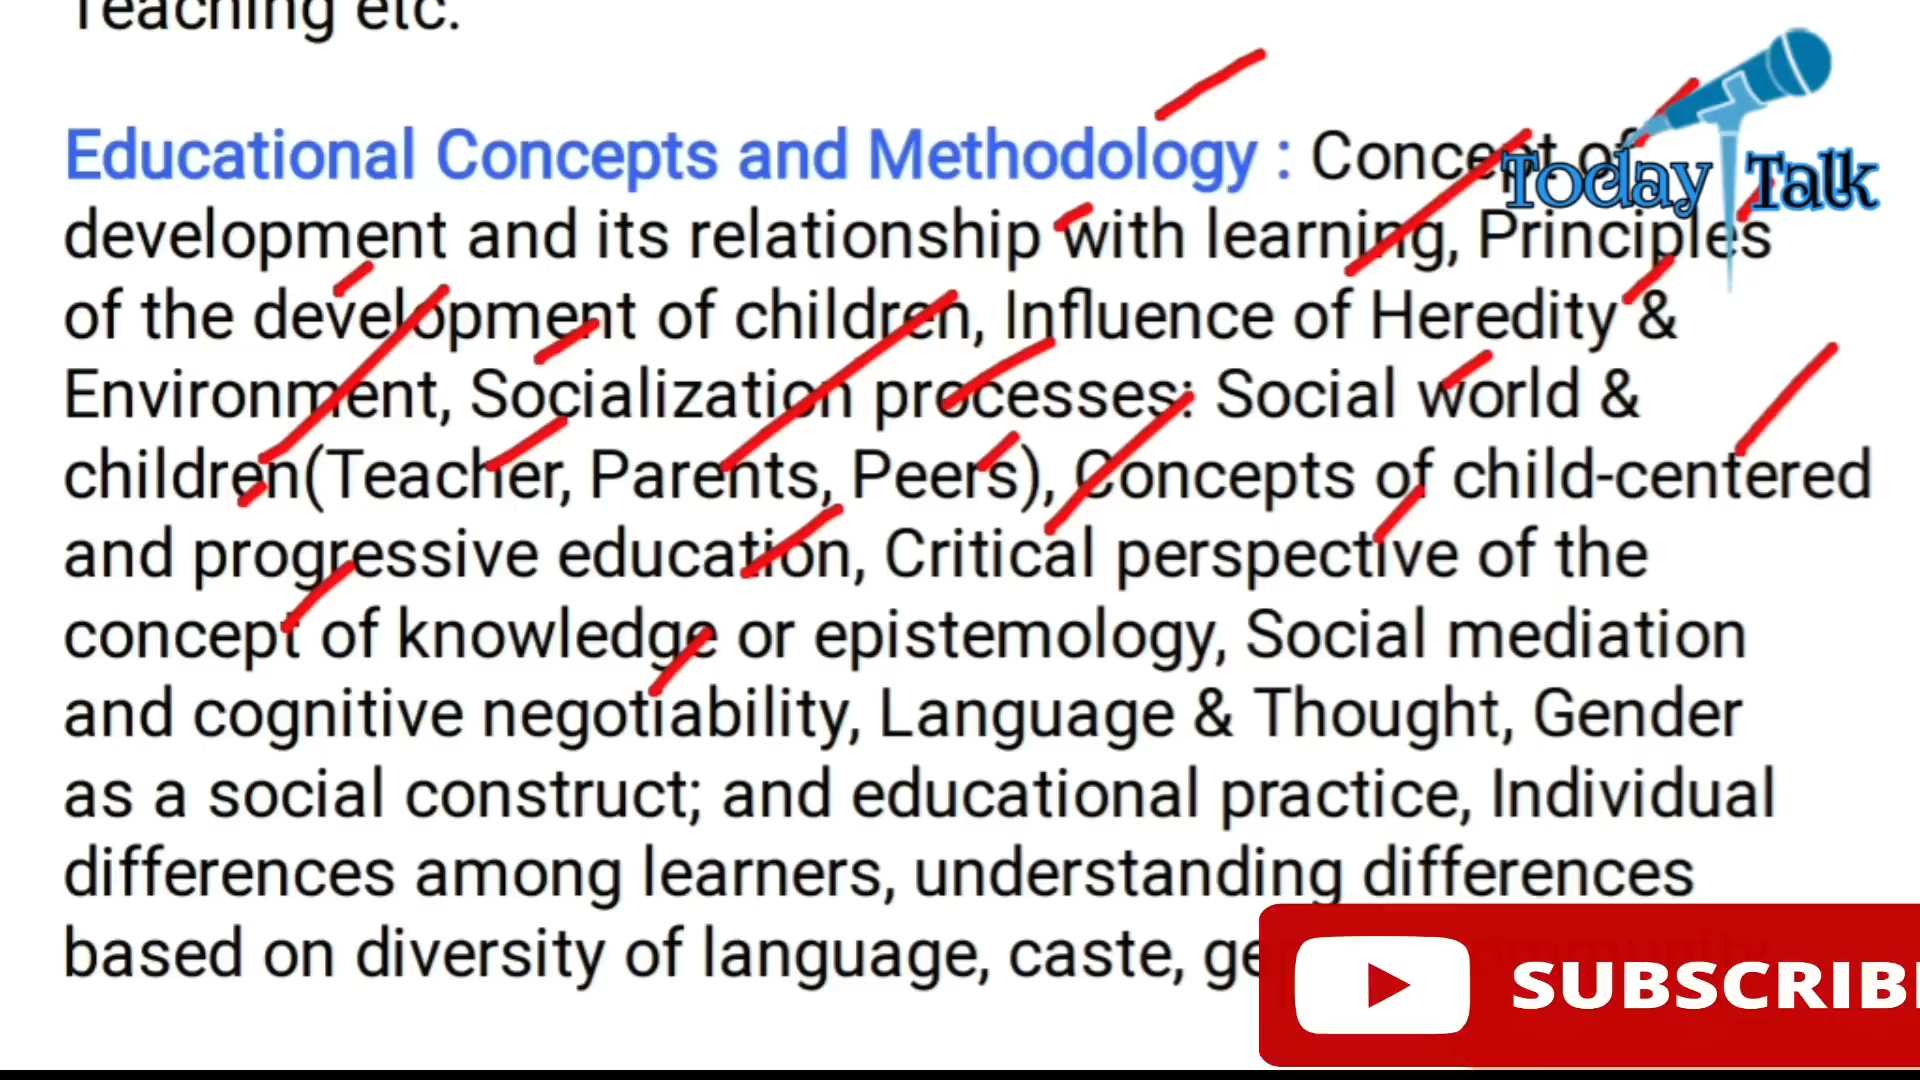 Teaching etc.
Educational Concepts and Methodology : Concept of
Today Talk
development and its relationship with learning, Principles
of the development of children, Influence of Heredity &
Environment, Socialization processes: Social world &
children(Teacher, Parents, Peers), Concepts of child-centered
and progressive education, Critical perspective of the
concept of knowledge or epistemology, Social mediation
and cognitive negotiability, Language & Thought, Gender
as a social construct; and educational practice, Individual
differences among learners, understanding differences
based on diversity of language, caste,
SUBSCRIBE